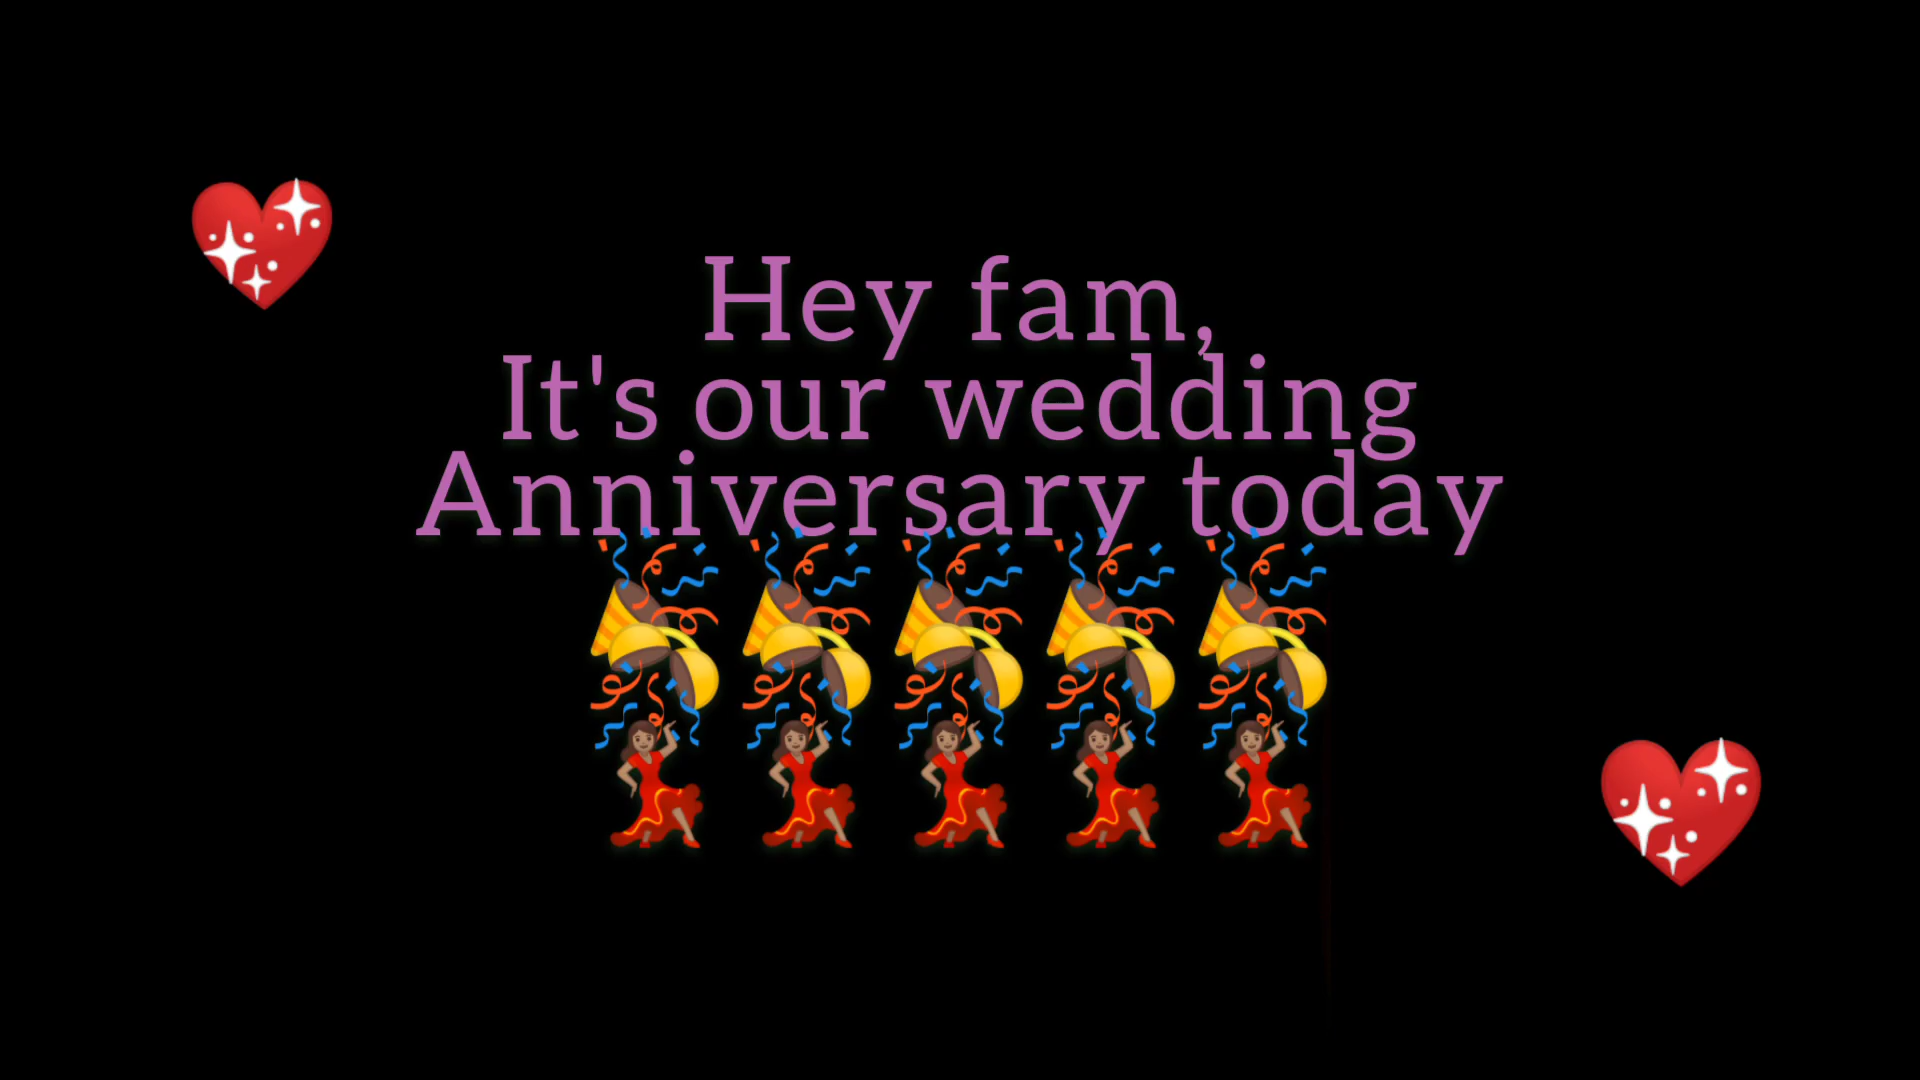 Hey fam,
It's our wedding
Anniversary today
🎉🎉🎉🎉🎉
🎊🎊🎊🎊🎊
💃🏽💃🏽💃🏽💃🏽💃🏽